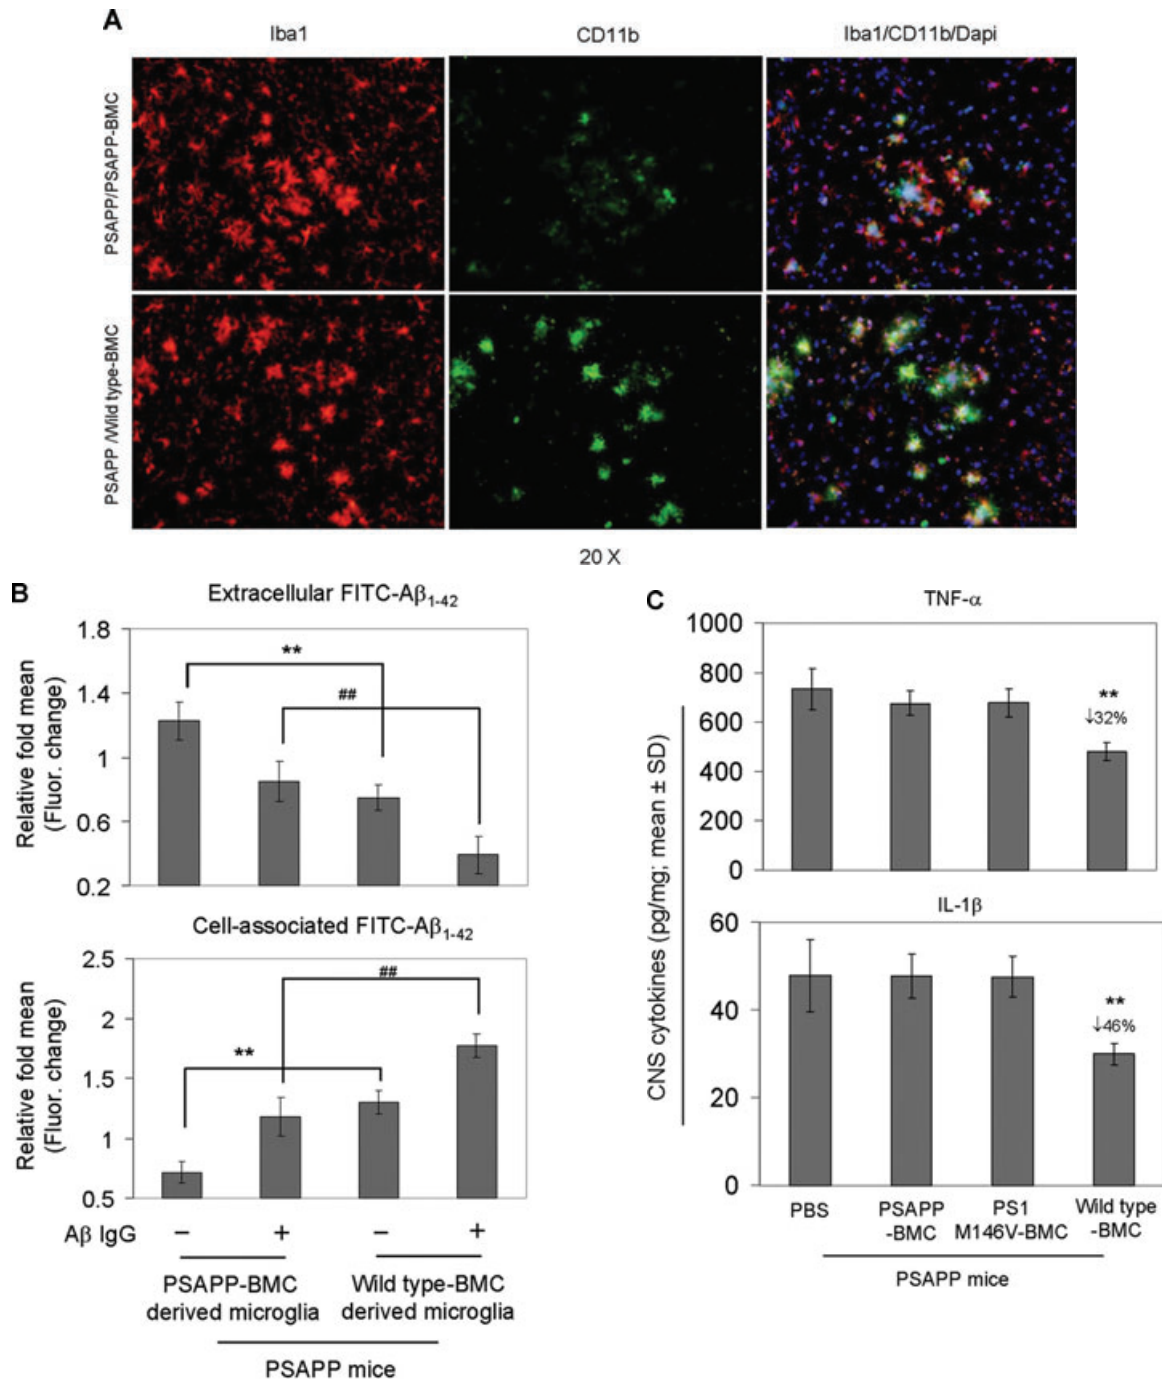 A
Iba1
CD11b
Iba1/CD11b/Dapi
PSAPP/PSAPP-BMC
PSAPP /Wild type-BMC
20 X
B
Extracellular FITC-Aβ1-42
Relative fold mean
(Fluor. change)
1.8
1.4
1
0.6
0.2
**
##
Cell-associated FITC-Aβ1-42
Relative fold mean
(Fluor. change)
2.5
2
1.5
1
0.5
**
##
Aβ IgG
− + − +
PSAPP-BMC
derived microglia
Wild type-BMC
derived microglia
PSAPP mice
C
TNF-α
CNS cytokines (pg/mg; mean ± SD)
1000
800
600
400
200
0
**
↓32%
IL-1β
60
40
20
0
**
↓46%
PBS
PSAPP
-BMC
PS1
M146V-BMC
Wild type
-BMC
PSAPP mice